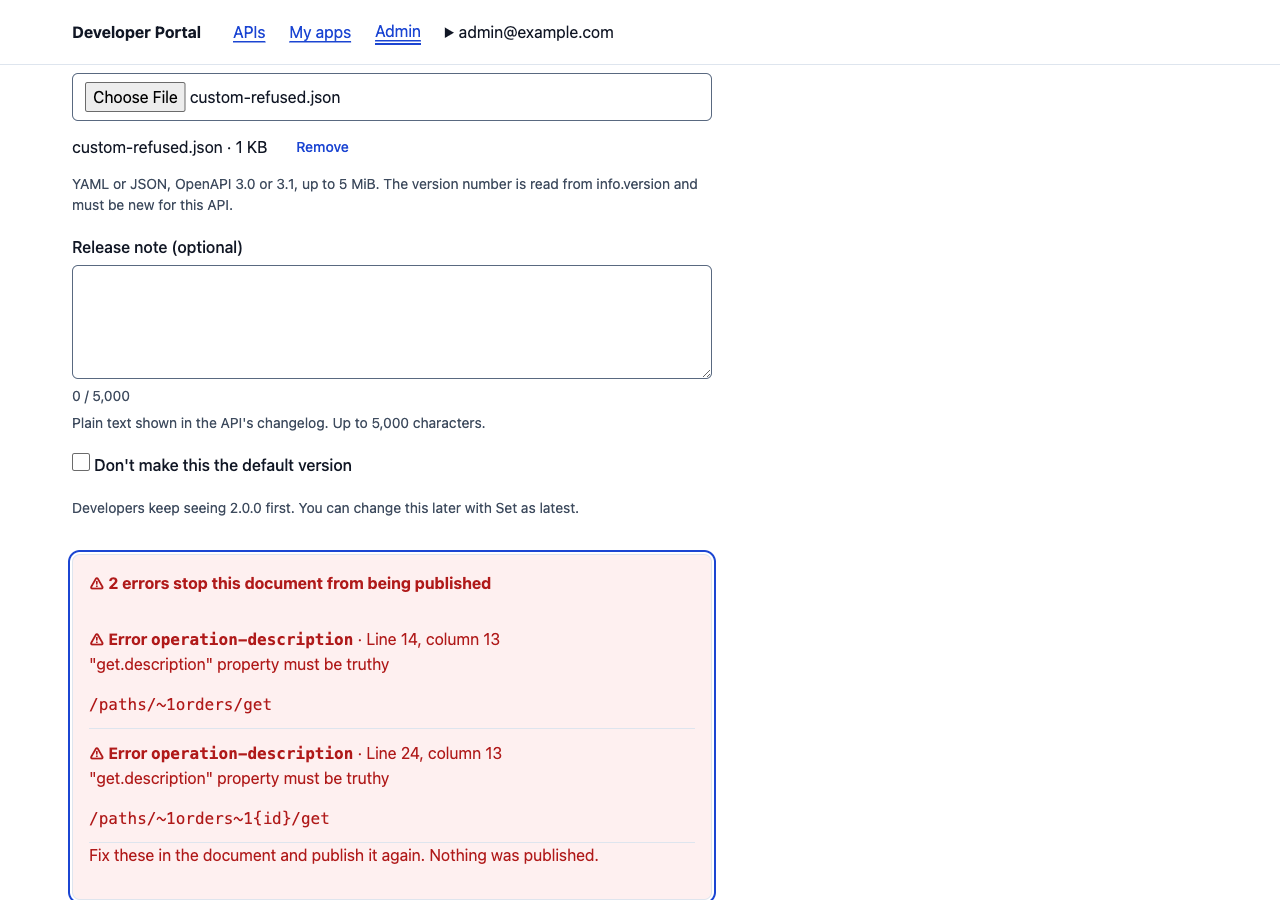 Developer Portal APIs My apps Admin ▶ admin@example.com
Choose File custom-refused.json
custom-refused.json · 1 KB Remove
YAML or JSON, OpenAPI 3.0 or 3.1, up to 5 MiB. The version number is read from info.version and
must be new for this API.
Release note (optional)
0 / 5,000
Plain text shown in the API's changelog. Up to 5,000 characters.
Don't make this the default version
Developers keep seeing 2.0.0 first. You can change this later with Set as latest.
⚠ 2 errors stop this document from being published
⚠ Error operation-description · Line 14, column 13
"get.description" property must be truthy
/paths/~1orders/get
⚠ Error operation-description · Line 24, column 13
"get.description" property must be truthy
/paths/~1orders~1{id}/get
Fix these in the document and publish it again. Nothing was published.